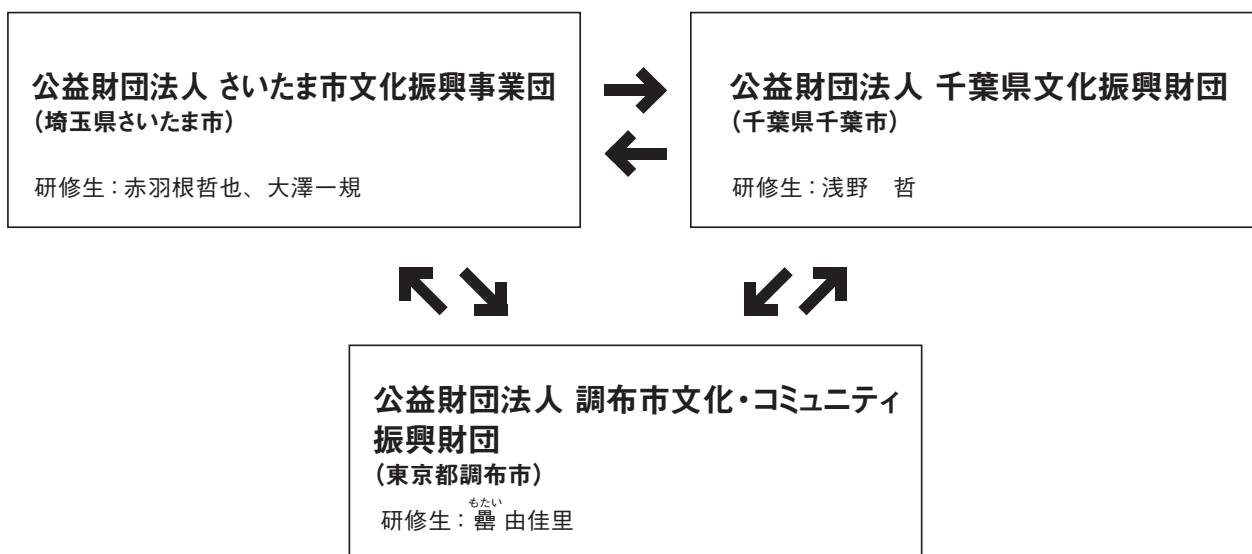 公益財団法人 さいたま市文化振興事業団
(埼玉県さいたま市)
研修生:赤羽根哲也、大澤一規
公益財団法人 千葉県文化振興財団
(千葉県千葉市)
研修生:浅野 哲
公益財団法人 調布市文化・コミュニティ
振興財団
(東京都調布市)
もたい
研修生:罍 由佳里